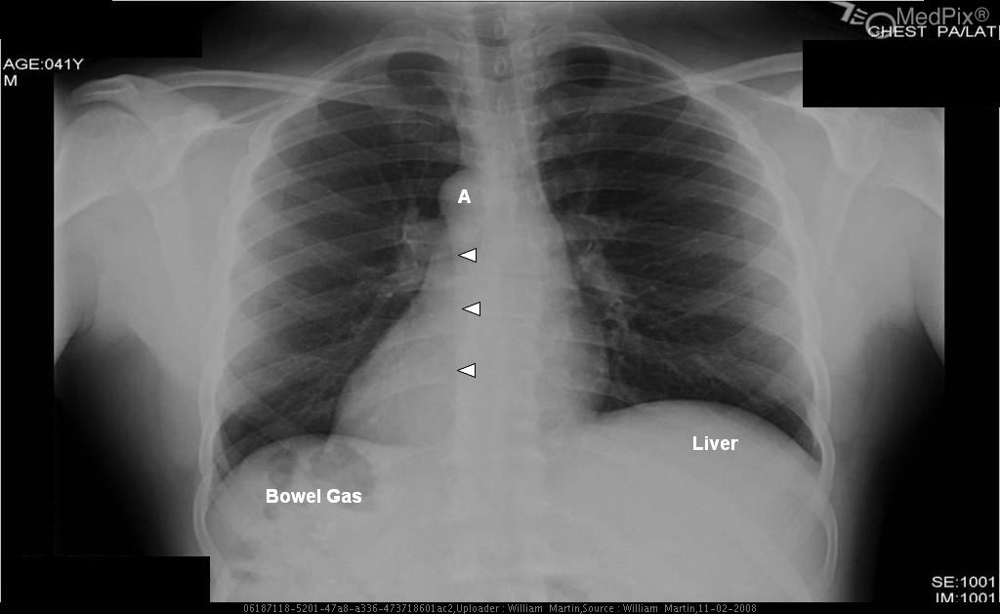 MedPix®
CHEST PA/LAT
AGE:041Y
M
A
Liver
Bowel Gas
SE:1001
IM:1001
06187118-5201-47a8-a336-473718601ac2,Uploader : William Martin,Source : William Martin,11-02-2008